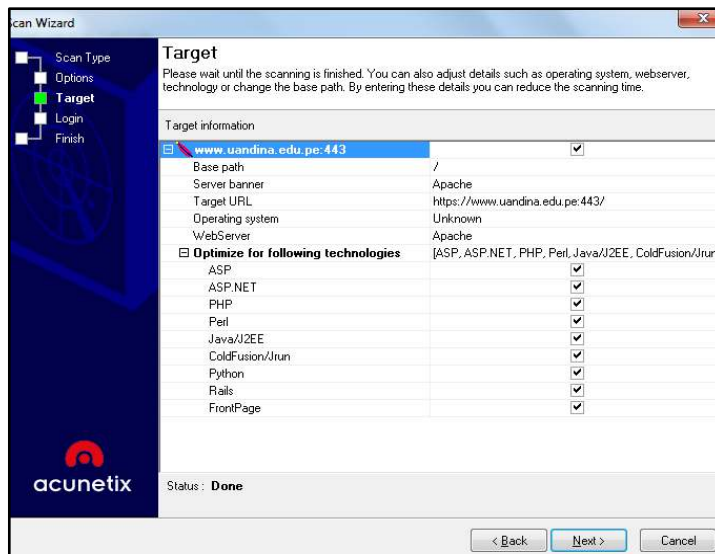 Scan Wizard
Scan Type
Options
Target
Login
Finish
acunetix
Target
Please wait until the scanning is finished. You can also adjust details such as operating system, webserver,
technology or change the base path. By entering these details you can reduce the scanning time.
Target information
www.uandina.edu.pe:443
Base path /
Server banner Apache
Target URL https://www.uandina.edu.pe:443/
Operating system Unknown
WebServer Apache
Optimize for following technologies [ASP, ASP.NET, PHP, Perl, Java/J2EE, ColdFusion/Jrun
ASP
ASP.NET
PHP
Perl
Java/J2EE
ColdFusion/Jrun
Python
Rails
FrontPage
Status : Done
< Back Next > Cancel